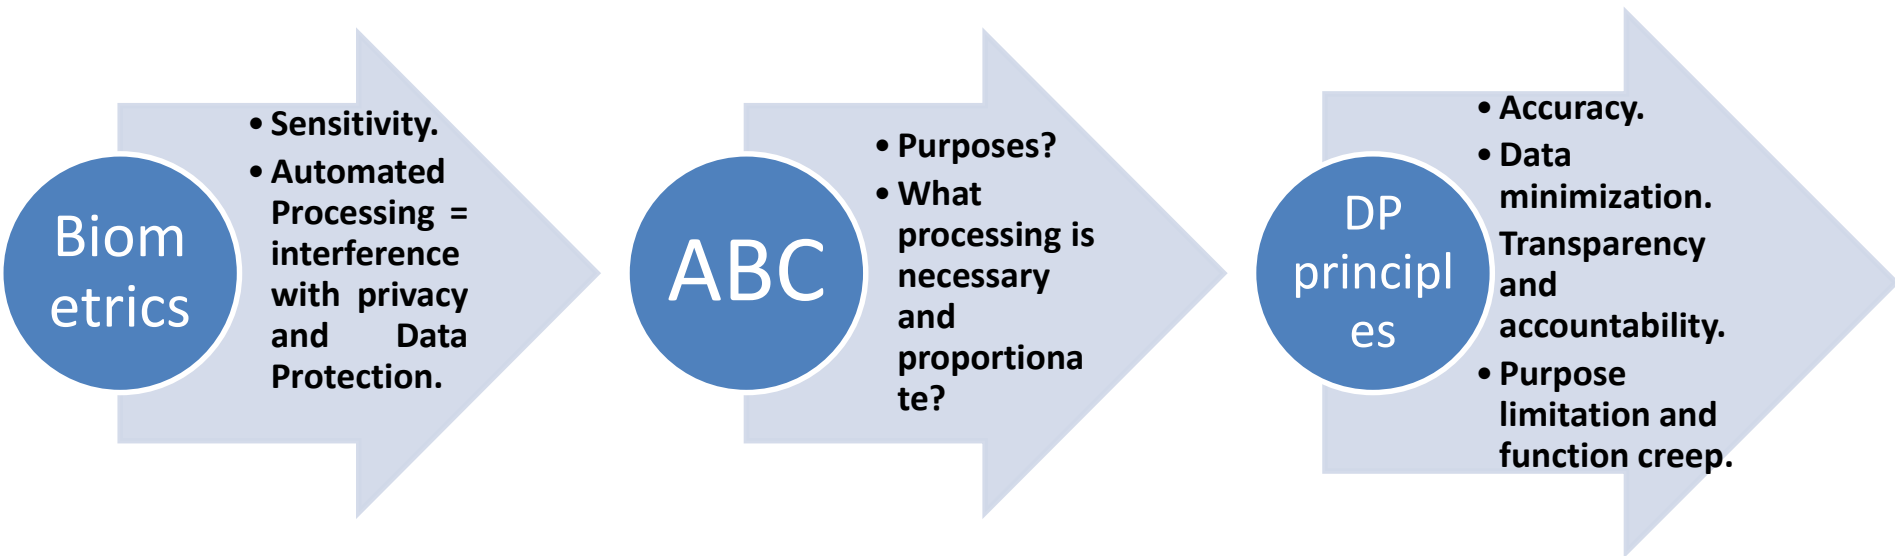 Biom
etrics
• Sensitivity.
• Automated
Processing =
interference
with privacy
and Data
Protection.
ABC
• Purposes?
• What
processing is
necessary
and
proportiona
te?
DP
principl
es
• Accuracy.
• Data
minimization.
Transparency
and
accountability.
• Purpose
limitation and
function creep.